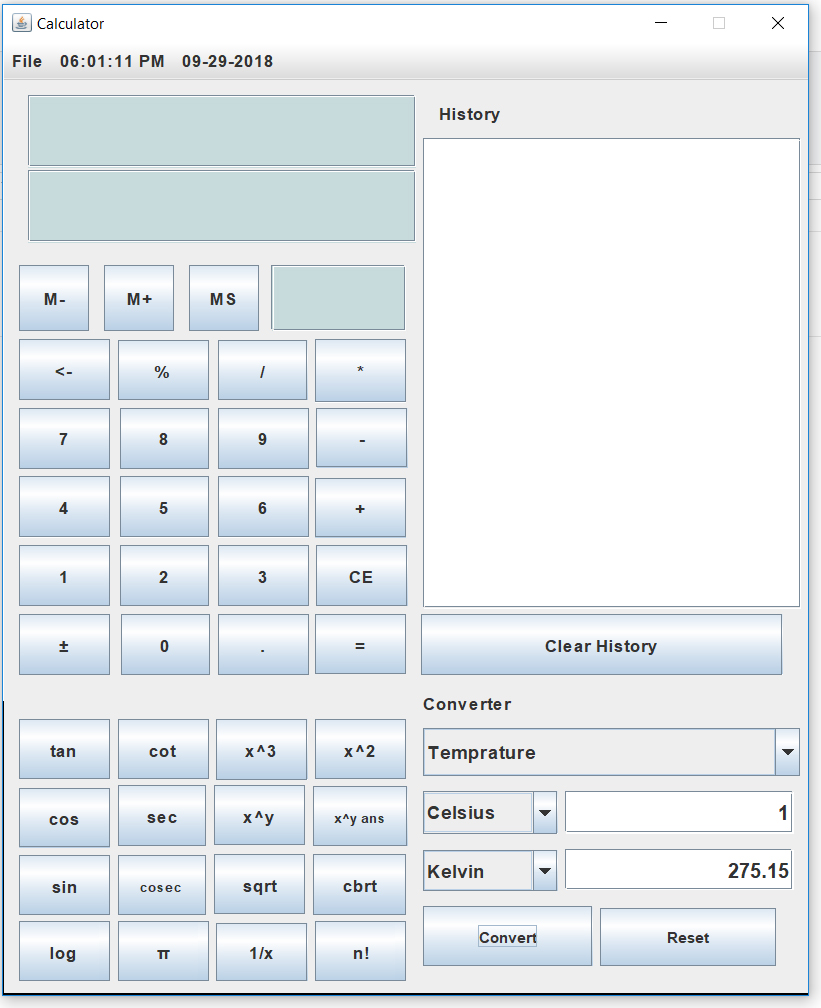 Calculator
File 06:01:11 PM 09-29-2018
History
M- M+ MS
<- % / *
7 8 9 -
4 5 6 +
1 2 3 CE
± 0 . =
Clear History
Converter
tan cot x^3 x^2
Temprature
cos sec x^y x^y ans
Celsius 1
sin cosec sqrt cbrt
Kelvin 275.15
log π 1/x n!
Convert Reset